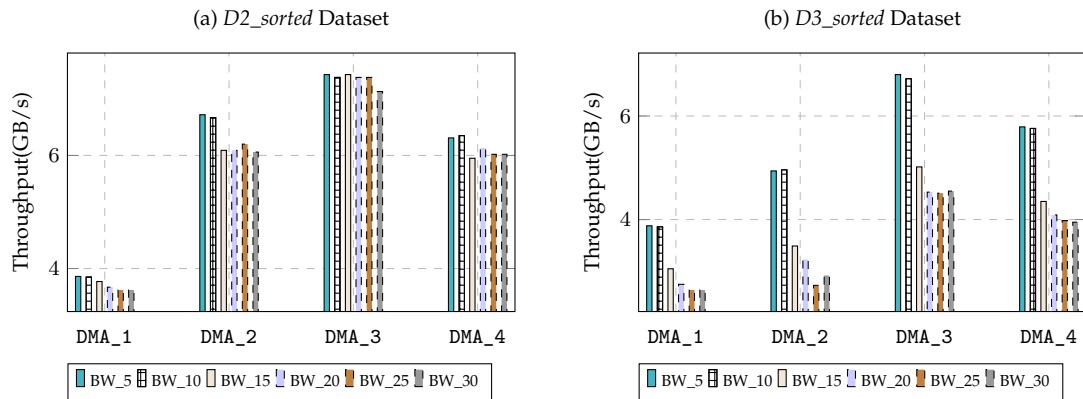 (a) D2_sorted Dataset
Throughput(GB/s)
6
4
DMA_1 DMA_2 DMA_3 DMA_4
BW_5 BW_10 BW_15 BW_20 BW_25 BW_30
(b) D3_sorted Dataset
Throughput(GB/s)
6
4
DMA_1 DMA_2 DMA_3 DMA_4
BW_5 BW_10 BW_15 BW_20 BW_25 BW_30